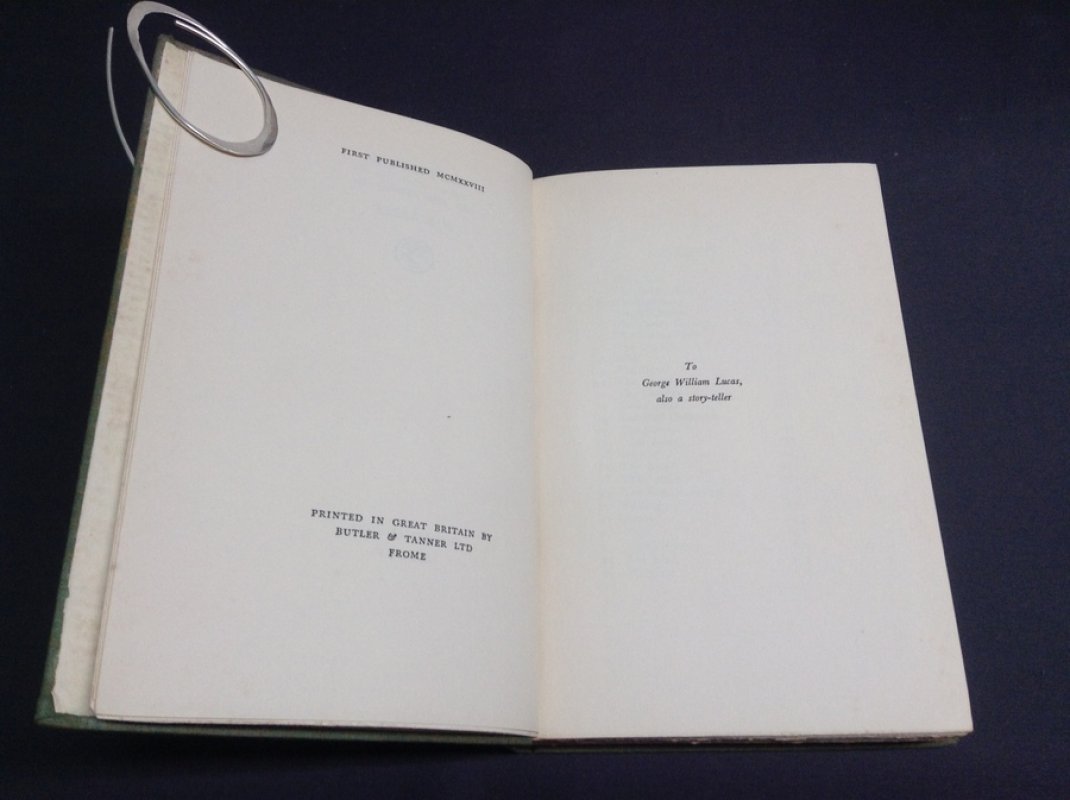 FIRST PUBLISHED MCMXXVIII
PRINTED IN GREAT BRITAIN BY
BUTLER & TANNER LTD
FROME
To
George William Lucas,
also a story-teller